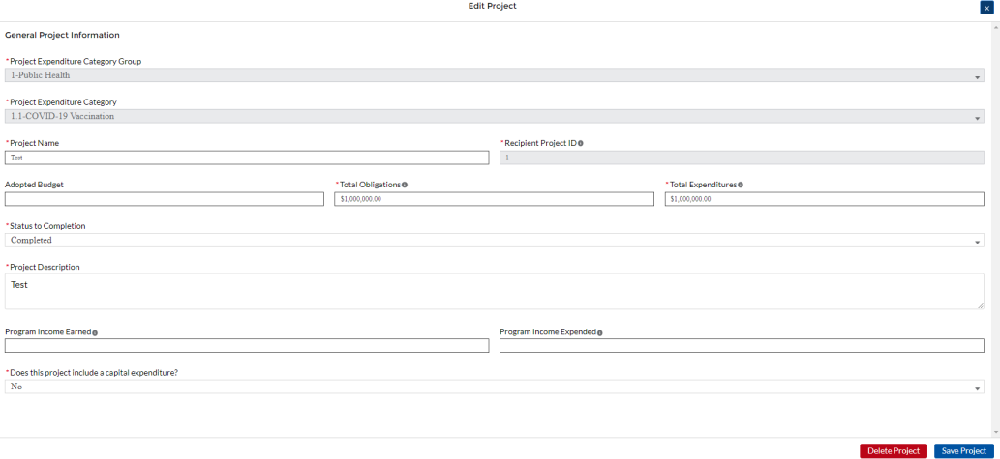 Edit Project
x
General Project Information
*Project Expenditure Category Group
1-Public Health
*Project Expenditure Category
1.1-COVID-19 Vaccination
*Project Name
*Recipient Project ID
Test
1
Adopted Budget
*Total Obligations
*Total Expenditures
$1,000,000.00
$1,000,000.00
*Status to Completion
Completed
*Project Description
Test
Program Income Earned
Program Income Expended
*Does this project include a capital expenditure?
No
Delete Project
Save Project